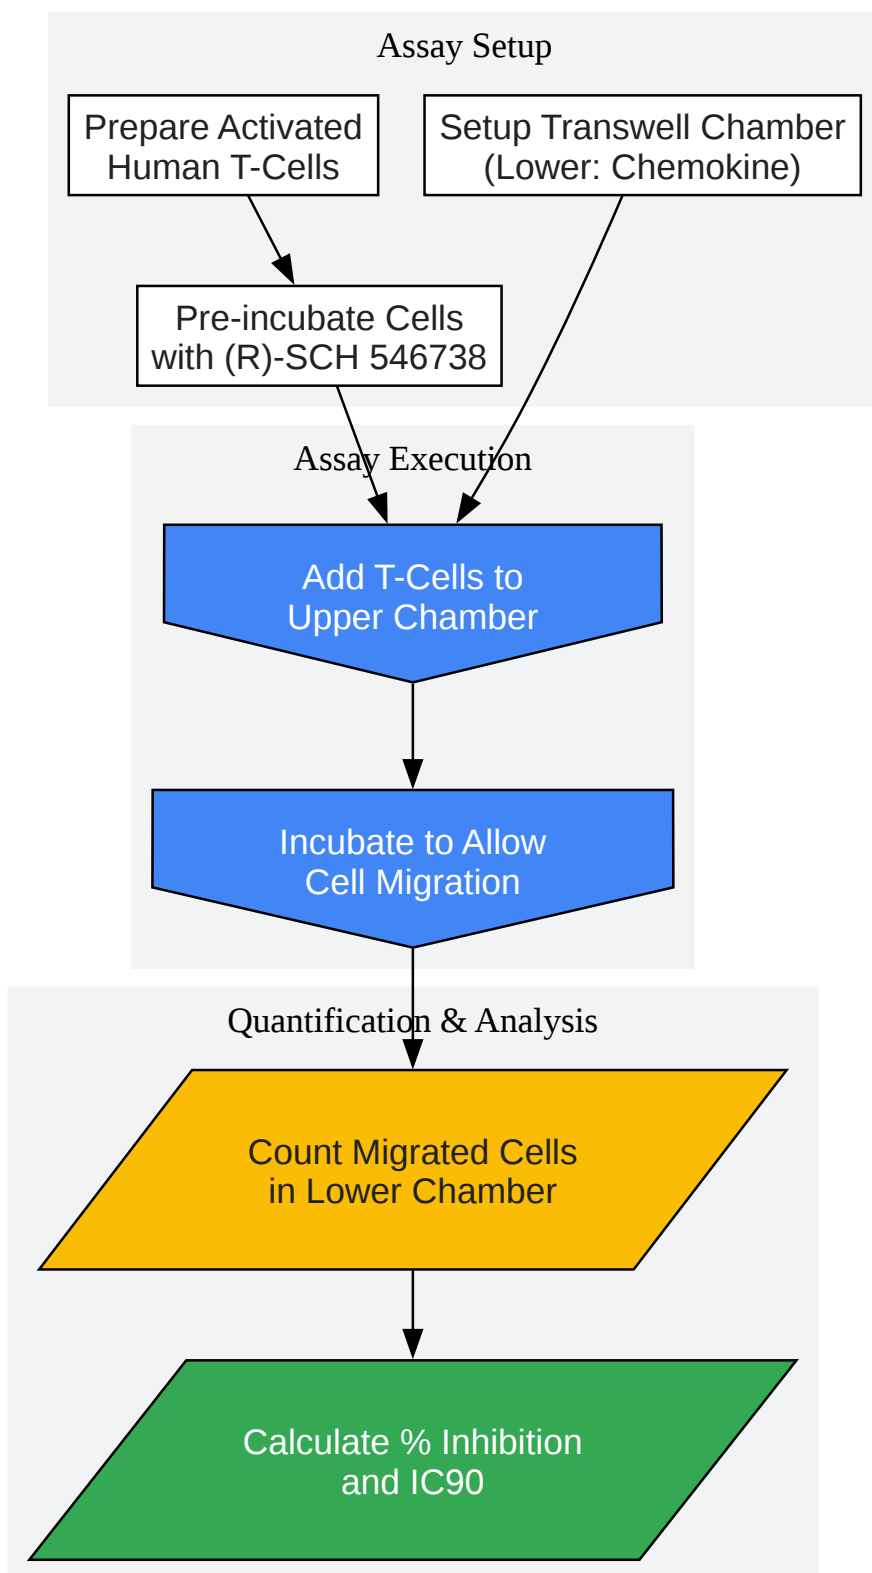 Assay Setup
Prepare Activated
Human T-Cells
Setup Transwell Chamber
(Lower: Chemokine)
Pre-incubate Cells
with (R)-SCH 546738
Assay Execution
Add T-Cells to
Upper Chamber
Incubate to Allow
Cell Migration
Quantification & Analysis
Count Migrated Cells
in Lower Chamber
Calculate % Inhibition
and IC90